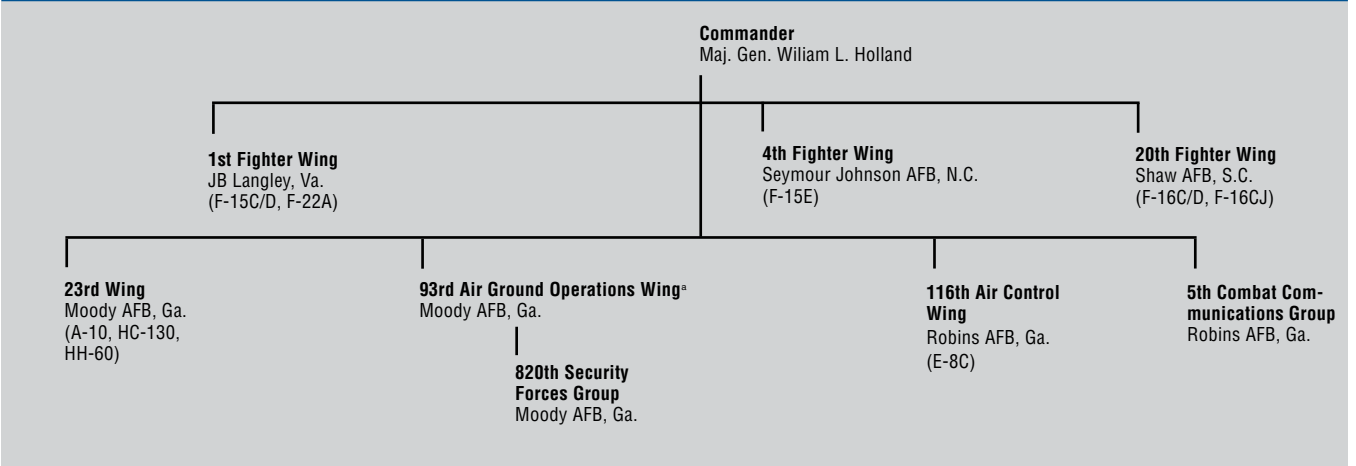 Commander
Maj. Gen. Wiliam L. Holland
1st Fighter Wing
JB Langley, Va.
(F-15C/D, F-22A)
4th Fighter Wing
Seymour Johnson AFB, N.C.
(F-15E)
20th Fighter Wing
Shaw AFB, S.C.
(F-16C/D, F-16CJ)
23rd Wing
Moody AFB, Ga.
(A-10, HC-130,
HH-60)
93rd Air Ground Operations Wingª
Moody AFB, Ga.
820th Security
Forces Group
Moody AFB, Ga.
116th Air Control
Wing
Robins AFB, Ga.
(E-8C)
5th Combat Com-
munications Group
Robins AFB, Ga.